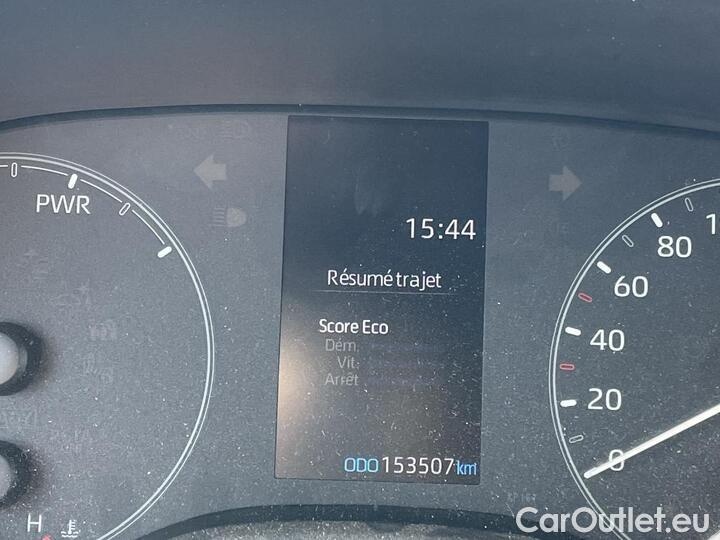 PWR
15:44
Résumé trajet
Score Eco
Dém.
Vit.
Arrêt
ODO 153507 km
80
60
40
20
0
H
CarOutlet.eu